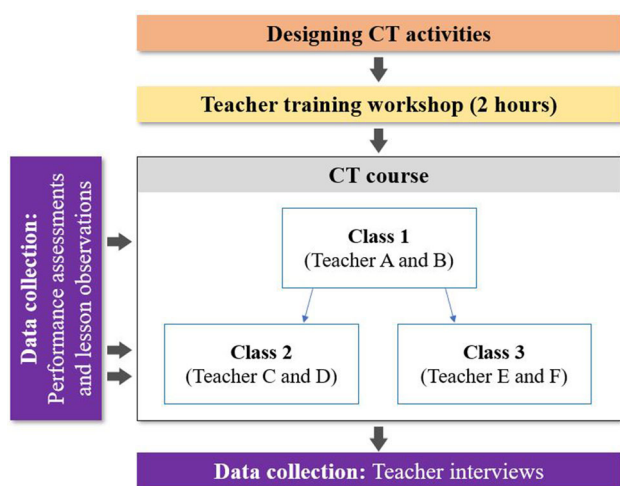 Designing CT activities
Teacher training workshop (2 hours)
Data collection:
Performance assessments
and lesson observations
CT course
Class 1
(Teacher A and B)
Class 2
(Teacher C and D)
Class 3
(Teacher E and F)
Data collection: Teacher interviews